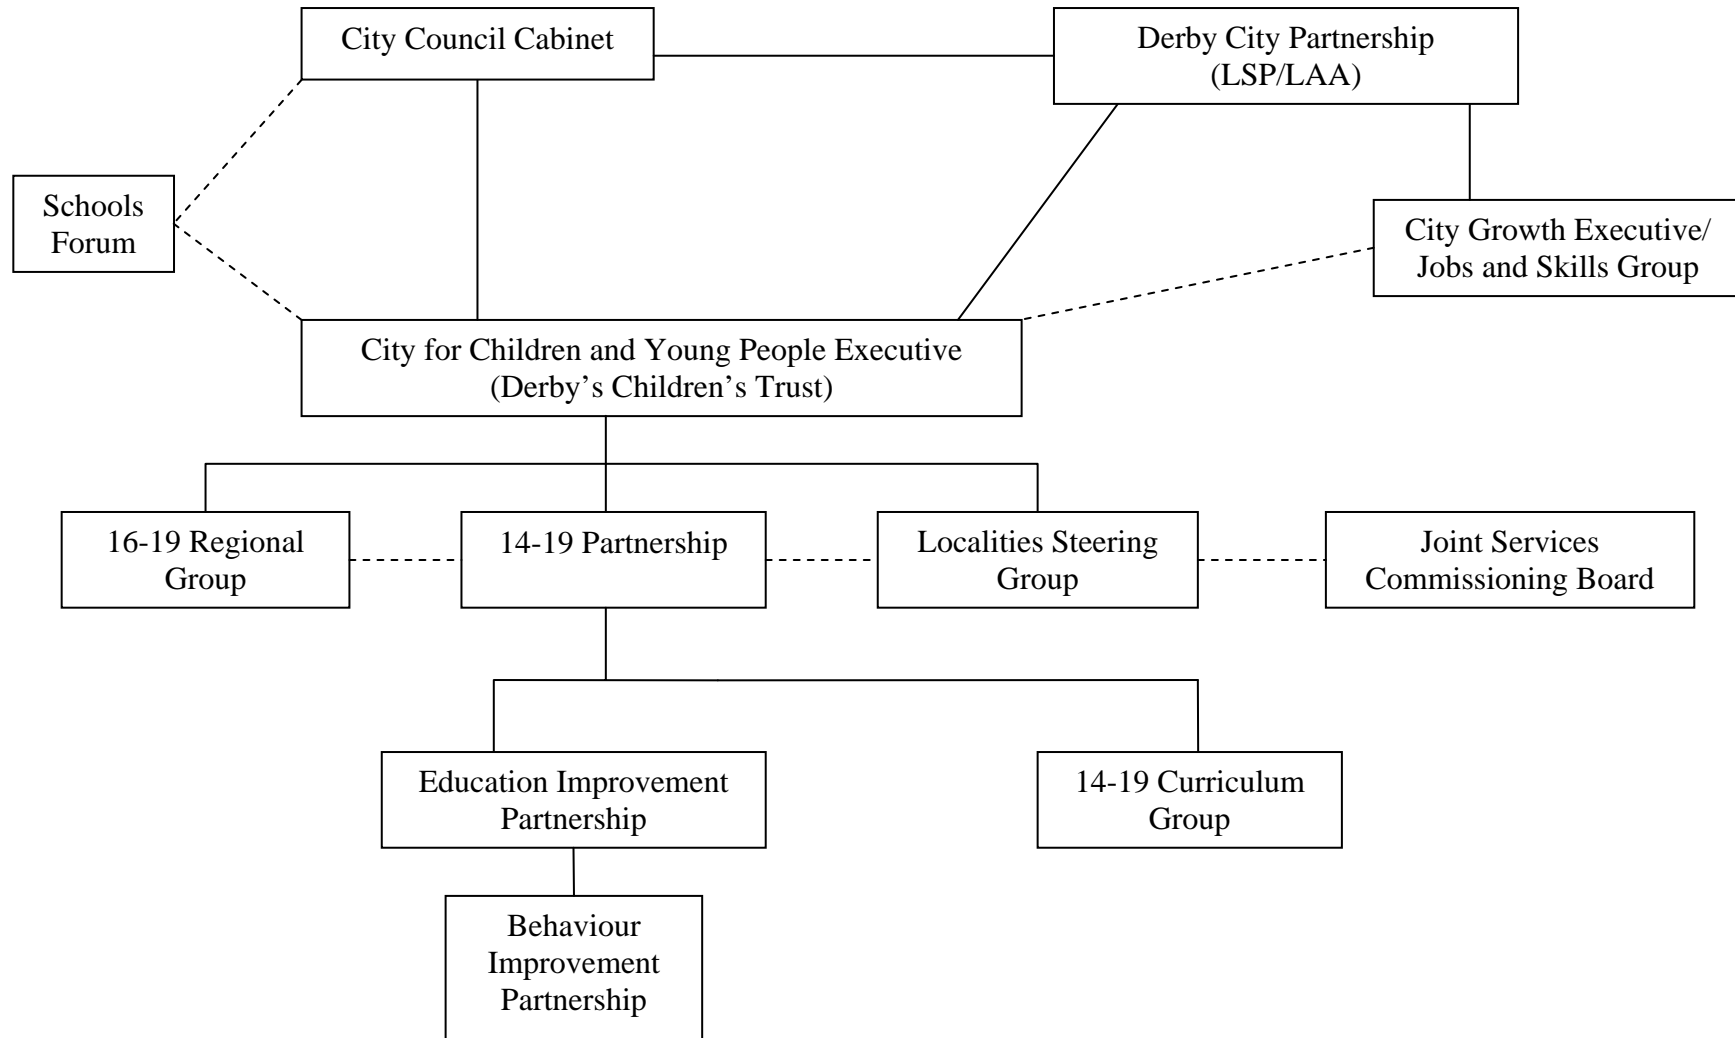 City Council Cabinet
Derby City Partnership
(LSP/LAA)
Schools
Forum
City Growth Executive/
Jobs and Skills Group
City for Children and Young People Executive
(Derby’s Children’s Trust)
16-19 Regional
Group
14-19 Partnership
Localities Steering
Group
Joint Services
Commissioning Board
Education Improvement
Partnership
14-19 Curriculum
Group
Behaviour
Improvement
Partnership